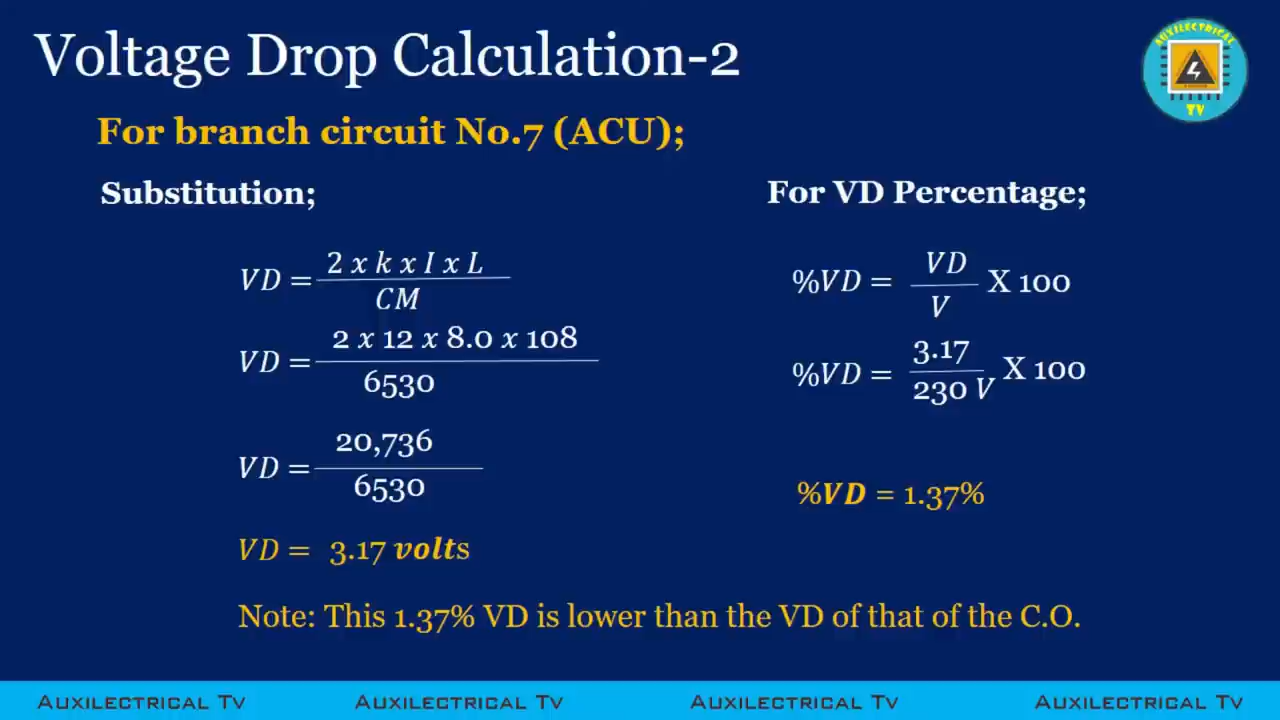 Voltage Drop Calculation-2
AUXILECTRICAL
TV
For branch circuit No.7 (ACU);
Substitution;
VD = 2 x k x I x L
CM
VD = 2 x 12 x 8.0 x 108
6530
VD = 20,736
6530
VD = 3.17 volts
For VD Percentage;
%VD = VD X 100
V
%VD = 3.17 X 100
230 V
%VD = 1.37%
Note: This 1.37% VD is lower than the VD of that of the C.O.
Auxilectrical Tv Auxilectrical Tv Auxilectrical Tv Auxilectrical Tv